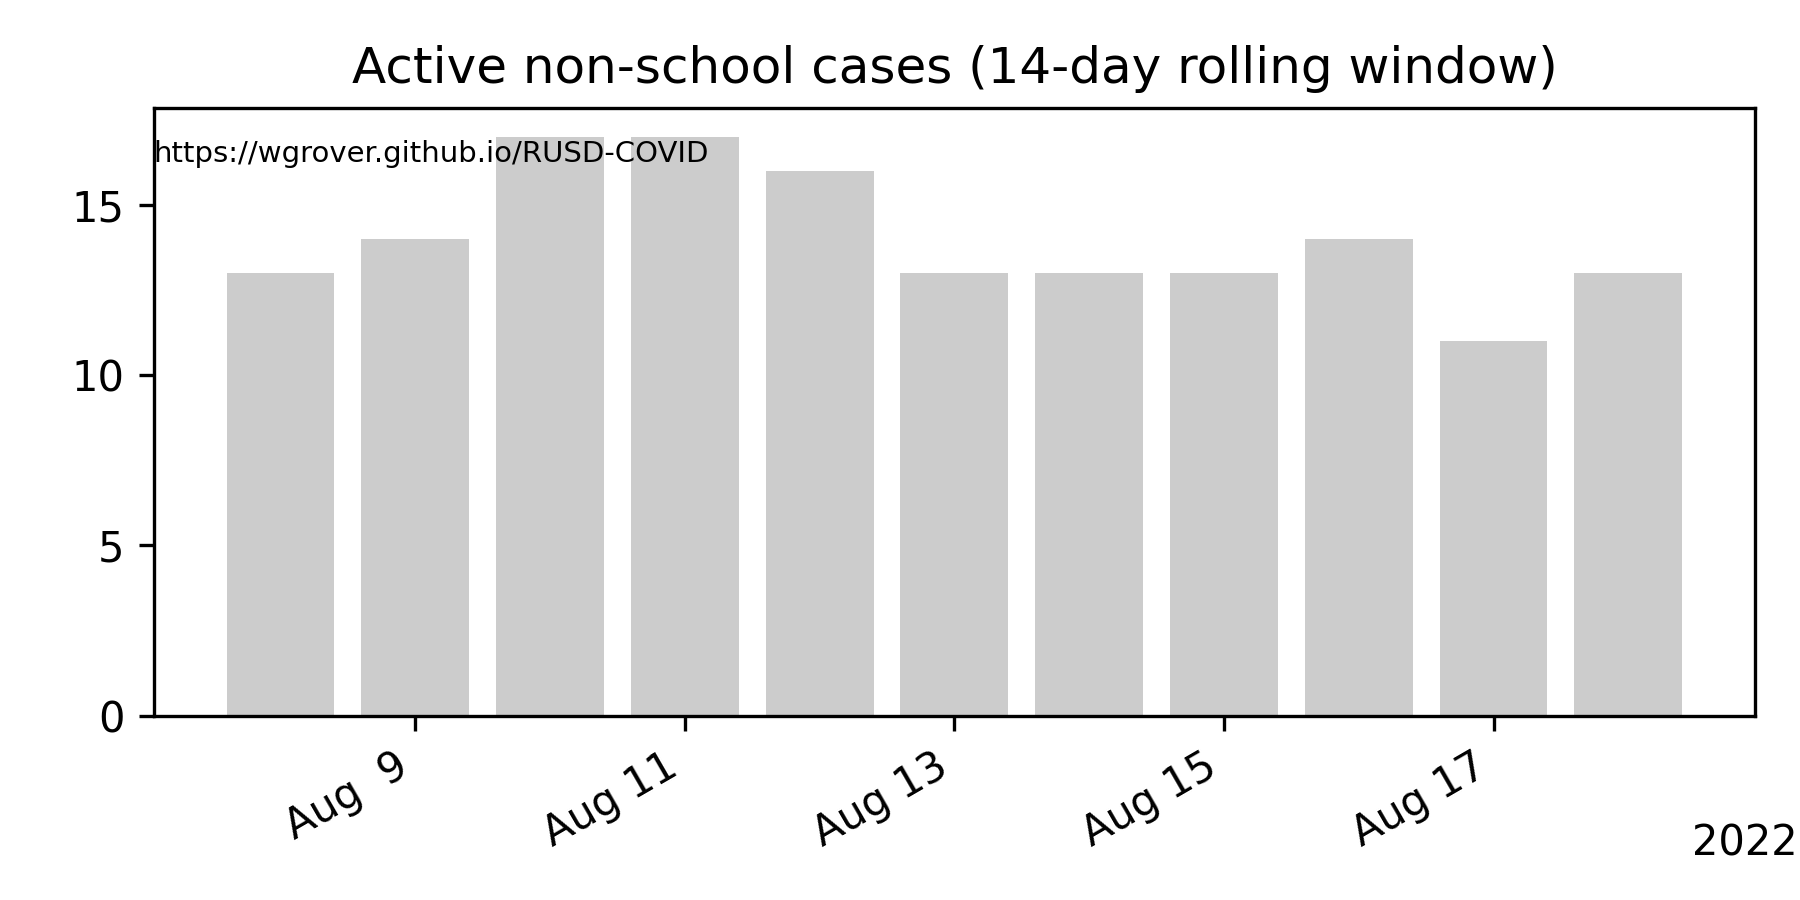 Active non-school cases (14-day rolling window)
https://wgrover.github.io/RUSD-COVID
15
10
5
0
Aug 9
Aug 11
Aug 13
Aug 15
Aug 17
2022